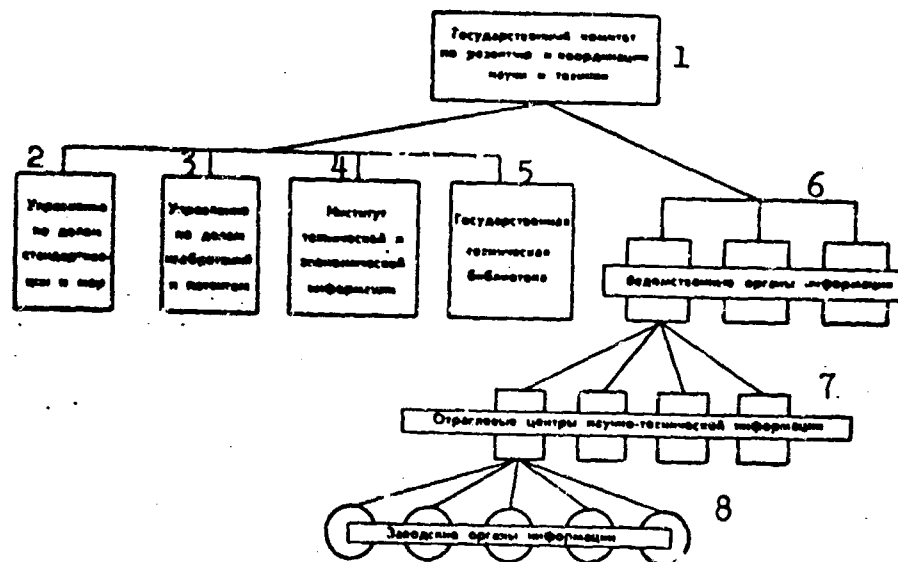 Государственный комитет
по развитию и координации
науки и техники
1
2
3
4
5
6
Управление
по делам
стандартиза-
ции и мер
Управление
по делам
изобретений
и патентов
Институт
технической и
экономической
информации
Государственная
техническая
библиотека
Ведомственные органы информации
7
Отраслевые центры научно-технической информации
8
Заводские органы информации